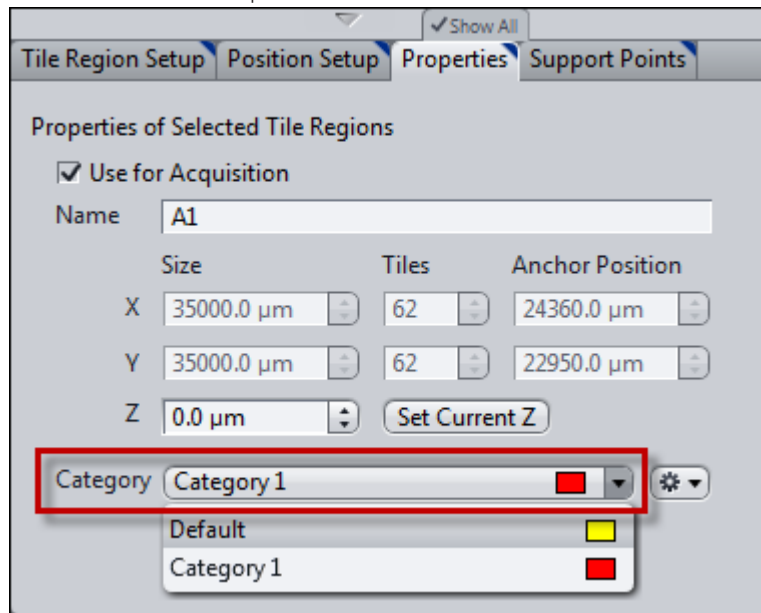 Show All
Tile Region Setup Position Setup Properties Support Points
Properties of Selected Tile Regions
Use for Acquisition
Name A1
Size Tiles Anchor Position
X 35000.0 µm 62 24360.0 µm
Y 35000.0 µm 62 22950.0 µm
Z 0.0 µm Set Current Z
Category Category 1
Default
Category 1